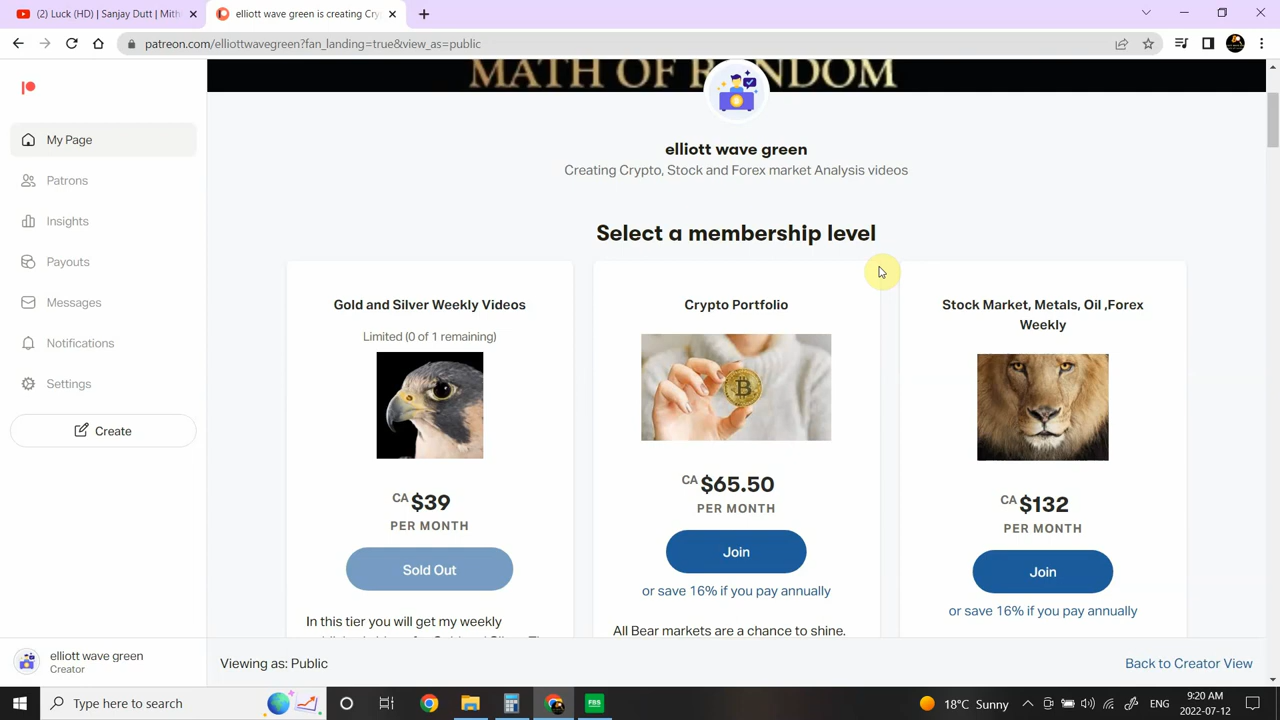 (2) Luck (HD) | Sanjay Dutt | Mith
elliott wave green is creating Cry
patreon.com/elliottwavegreen?fan_landing=true&view_as=public
MATH OF RANDOM
My Page
Patrons
Insights
Payouts
Messages
Notifications
Settings
Create
elliott wave green
Creating Crypto, Stock and Forex market Analysis videos
Select a membership level
Gold and Silver Weekly Videos
Limited (0 of 1 remaining)
CA $39
PER MONTH
Sold Out
In this tier you will get my weekly
Crypto Portfolio
CA $65.50
PER MONTH
Join
or save 16% if you pay annually
All Bear markets are a chance to shine.
Stock Market, Metals, Oil ,Forex
Weekly
CA $132
PER MONTH
Join
or save 16% if you pay annually
elliott wave green
Creator
Viewing as: Public
Back to Creator View
Type here to search
FBS
18°C Sunny
ENG
9:20 AM
2022-07-12